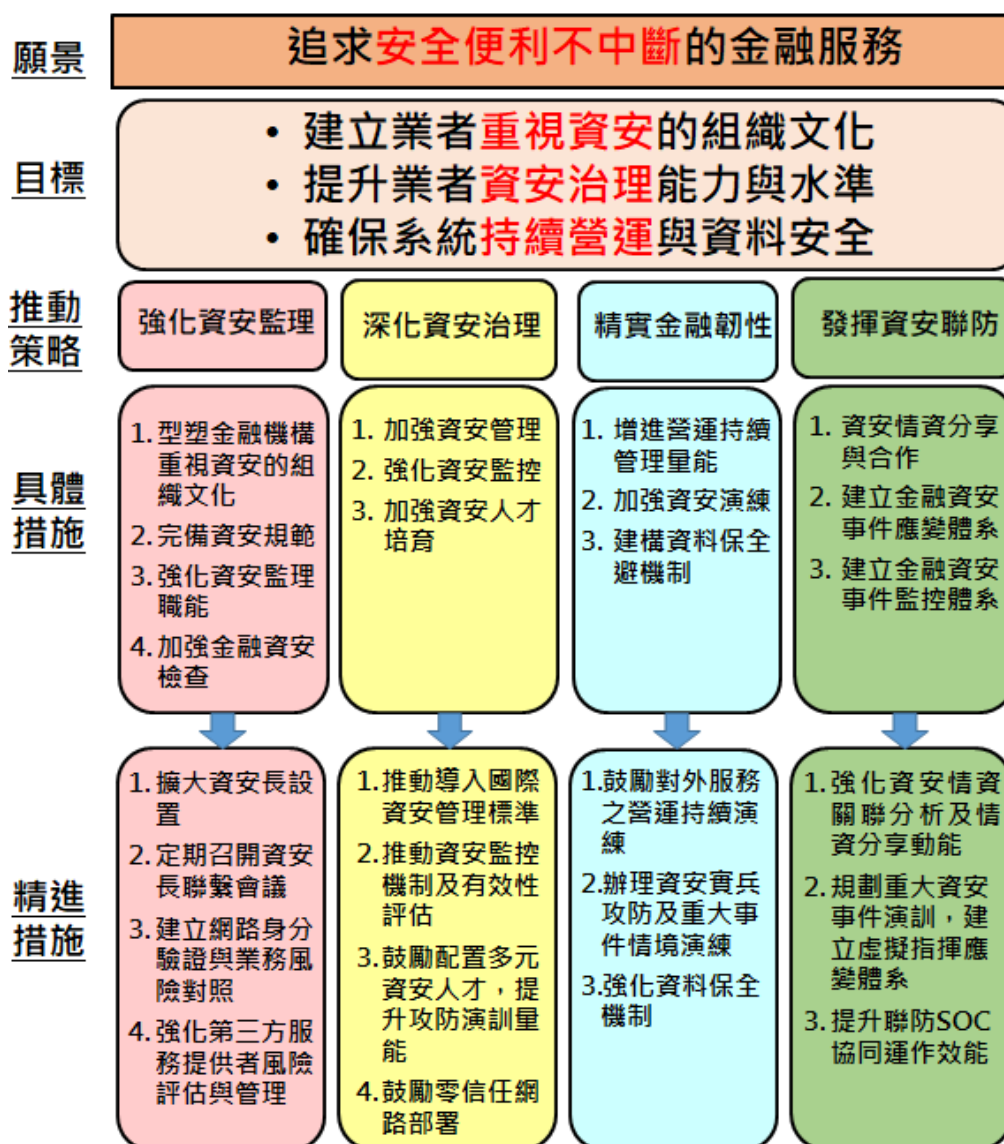 願景
追求安全便利不中斷的金融服務
目標
• 建立業者重視資安的組織文化
• 提升業者資安治理能力與水準
• 確保系統持續營運與資料安全
推動
策略
強化資安監理
深化資安治理
精實金融韌性
發揮資安聯防
具體
措施
1. 型塑金融機構
重視資安的組
織文化
2. 完備資安規範
3. 強化資安監理
職能
4. 加強金融資安
檢查
1. 加強資安管理
2. 強化資安監控
3. 加強資安人才
培育
1. 增進營運持續
管理量能
2. 加強資安演練
3. 建構資料保全
避機制
1. 資安情資分享
與合作
2. 建立金融資安
事件應變體系
3. 建立金融資安
事件監控體系
精進
措施
1. 擴大資安長設
置
2. 定期召開資安
長聯繫會議
3. 建立網路身分
驗證與業務風
險對照
4. 強化第三方服
務提供者風險
評估與管理
1.推動導入國際
資安管理標準
2.推動資安監控
機制及有效性
評估
3.鼓勵配置多元
資安人才，提
升攻防演訓量
能
4.鼓勵零信任網
路部署
1.鼓勵對外服務
之營運持續演
練
2.辦理資安實兵
攻防及重大事
件情境演練
3.強化資料保全
機制
1.強化資安情資
關聯分析及情
資分享動能
2. 規劃重大資安
事件演訓，建
立虛擬指揮應
變體系
3. 提升聯防SOC
協同運作效能